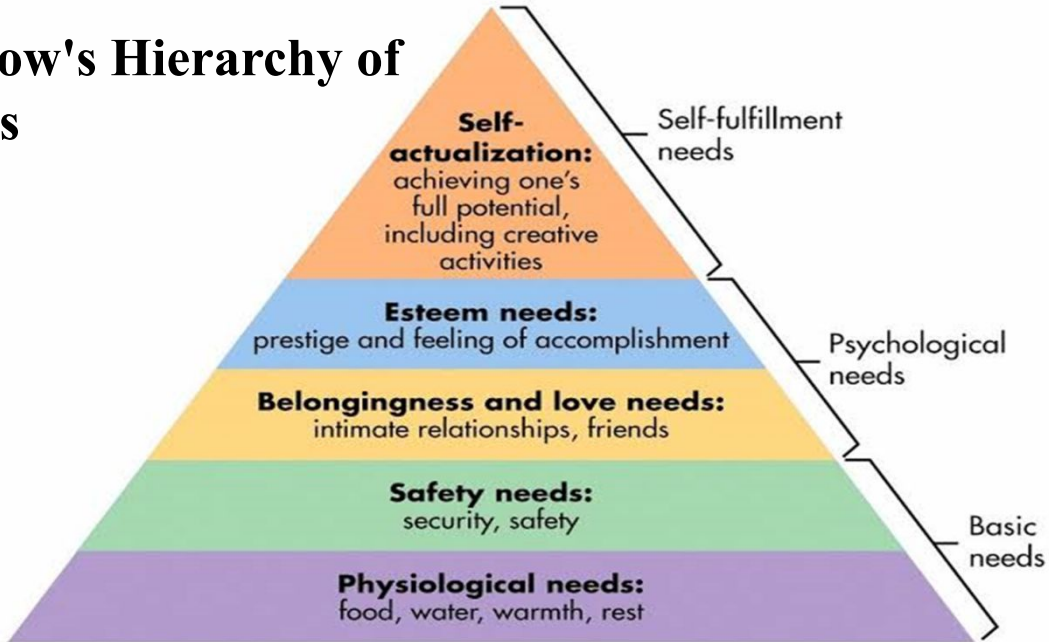 ow's Hierarchy of
s
Self-
actualization:
achieving one's
full potential,
including creative
activities
Self-fulfillment
needs
Esteem needs:
prestige and feeling of accomplishment
Psychological
needs
Belongingness and love needs:
intimate relationships, friends
Safety needs:
security, safety
Basic
needs
Physiological needs:
food, water, warmth, rest